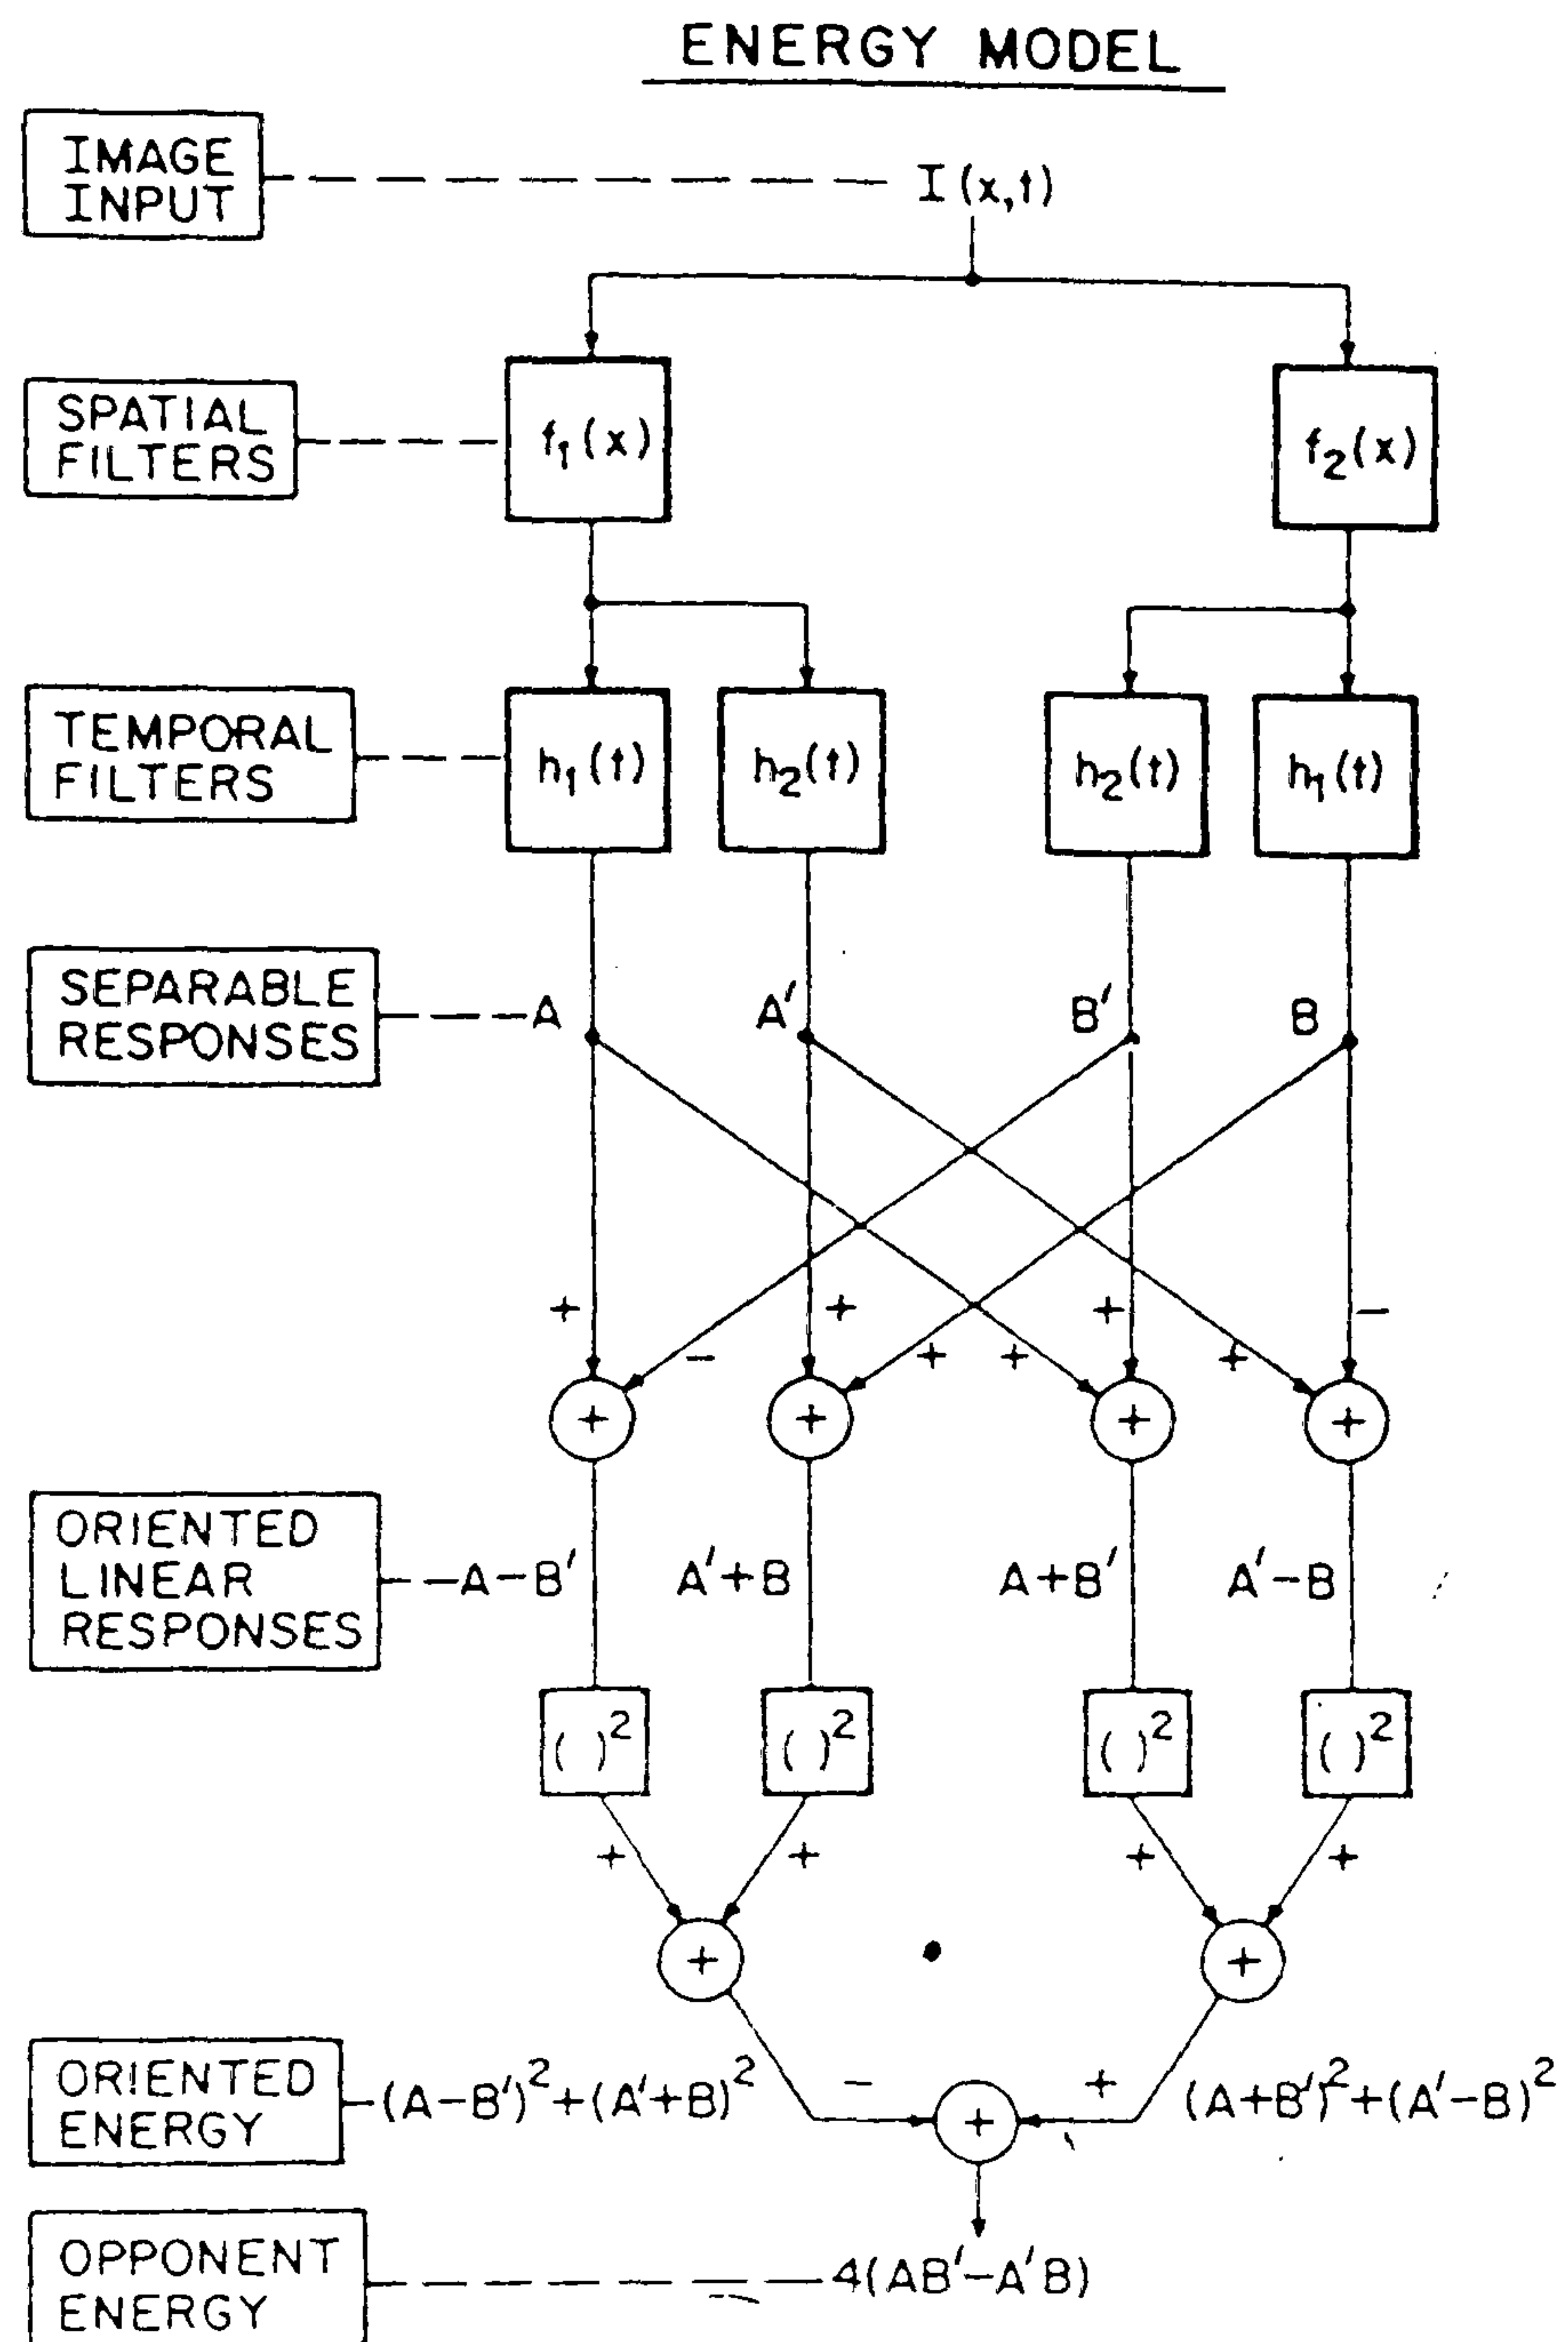 ENERGY MODEL
IMAGE
INPUT
I(x,t)
SPATIAL
FILTERS
f₁(x)
f₂(x)
TEMPORAL
FILTERS
h₁(t)
h₂(t)
h₂(t)
h₁(t)
SEPARABLE
RESPONSES
A
A′
B′
B
+
+
+
−
−
+
+
+
+
+
+
+
ORIENTED
LINEAR
RESPONSES
A−B′
A′+B
A+B′
A′−B
( )²
( )²
( )²
( )²
+
+
+
+
+
+
ORIENTED
ENERGY
(A−B′)²+(A′+B)²
−
+
(A+B′)²+(A′−B)²
+
OPPONENT
ENERGY
4(AB′−A′B)